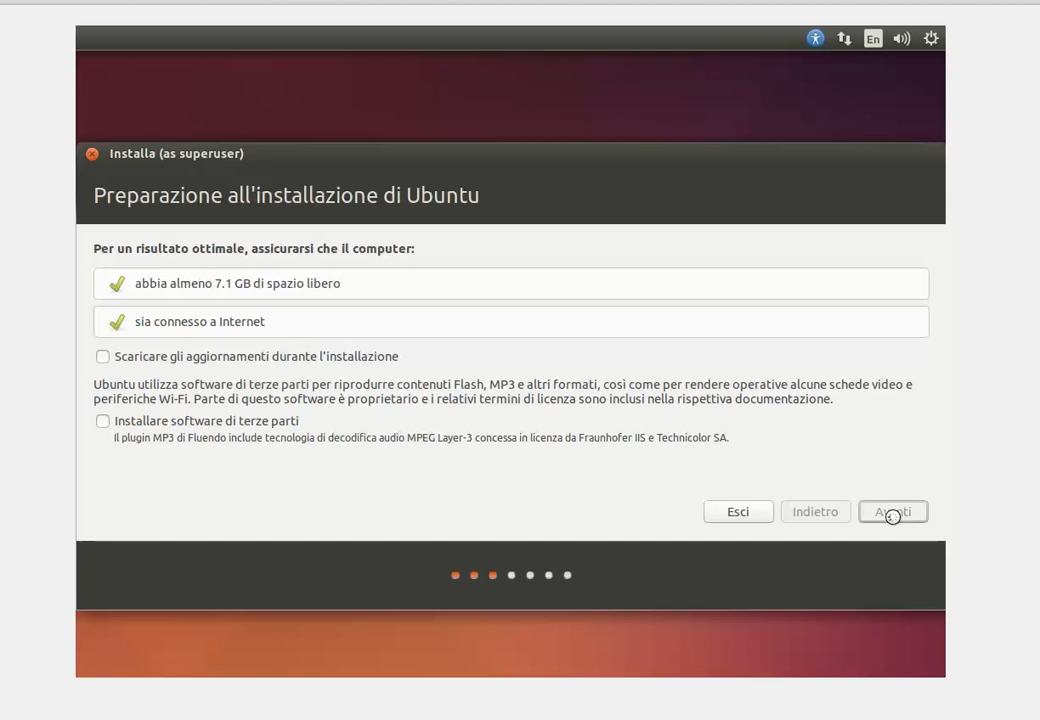 En
Installa (as superuser)
Preparazione all'installazione di Ubuntu
Per un risultato ottimale, assicurarsi che il computer:
abbia almeno 7.1 GB di spazio libero
sia connesso a Internet
Scaricare gli aggiornamenti durante l'installazione
Ubuntu utilizza software di terze parti per riprodurre contenuti Flash, MP3 e altri formati, così come per rendere operative alcune schede video e
periferiche Wi-Fi. Parte di questo software è proprietario e i relativi termini di licenza sono inclusi nella rispettiva documentazione.
Installare software di terze parti
Il plugin MP3 di Fluendo include tecnologia di decodifica audio MPEG Layer-3 concessa in licenza da Fraunhofer IIS e Technicolor SA.
Esci Indietro Avanti